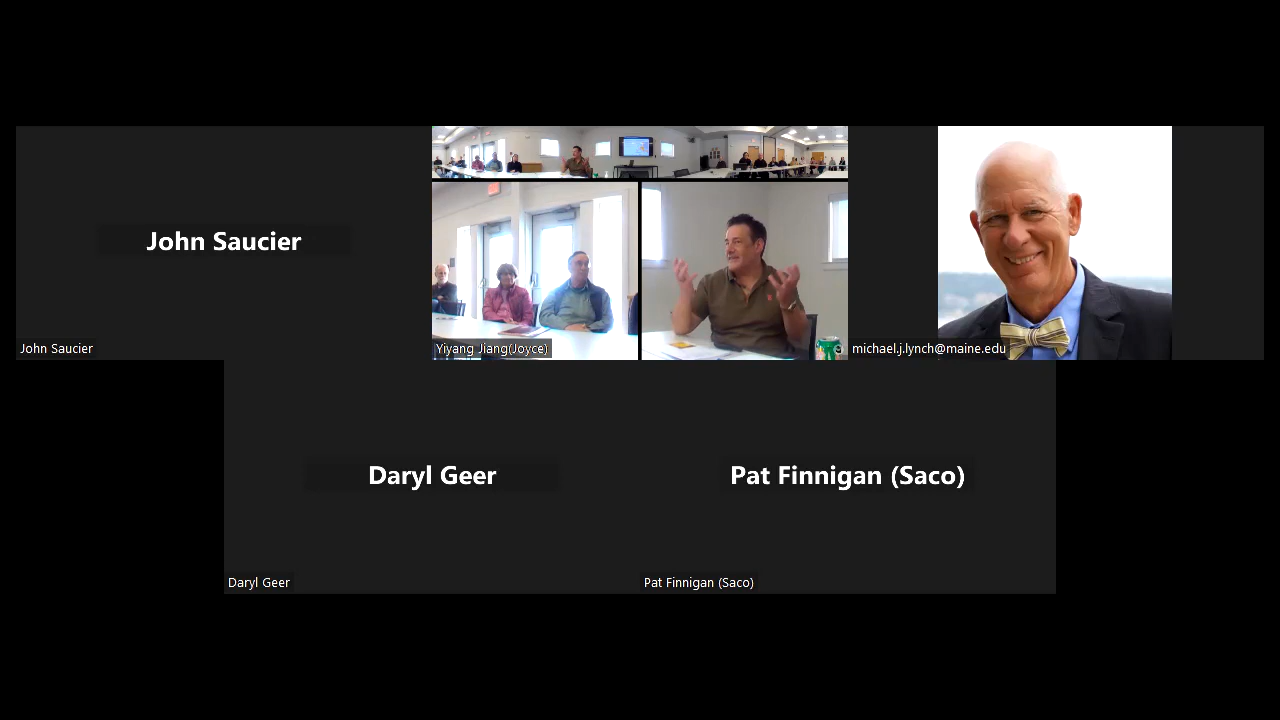 John Saucier
John Saucier
Yiyang Jiang(Joyce)
michael.j.lynch@maine.edu
Daryl Geer
Pat Finnigan (Saco)
Daryl Geer
Pat Finnigan (Saco)